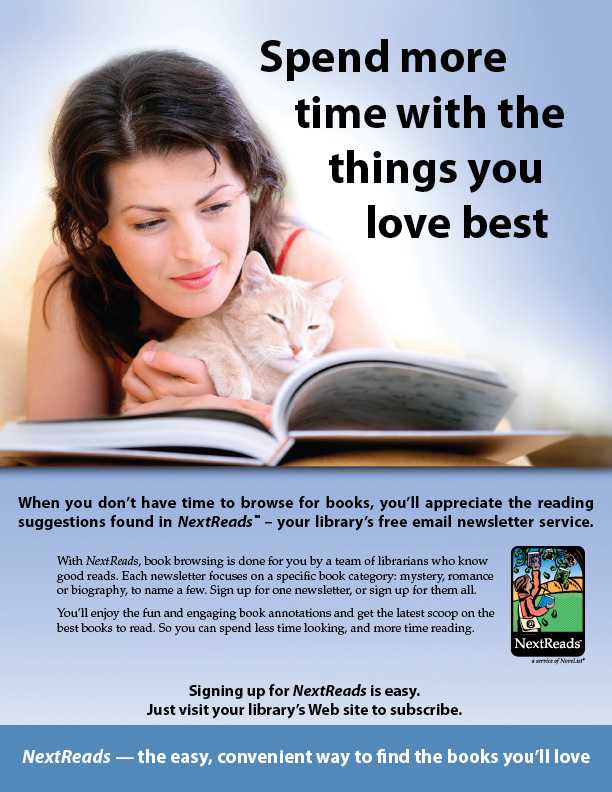 Spend more
time with the
things you
love best
When you don’t have time to browse for books, you’ll appreciate the reading
suggestions found in NextReads™ – your library’s free email newsletter service.
With NextReads, book browsing is done for you by a team of librarians who know
good reads. Each newsletter focuses on a specific book category: mystery, romance
or biography, to name a few. Sign up for one newsletter, or sign up for them all.
You’ll enjoy the fun and engaging book annotations and get the latest scoop on the
best books to read. So you can spend less time looking, and more time reading.
NextReads™
a service of NoveList®
Signing up for NextReads is easy.
Just visit your library’s Web site to subscribe.
NextReads — the easy, convenient way to find the books you’ll love